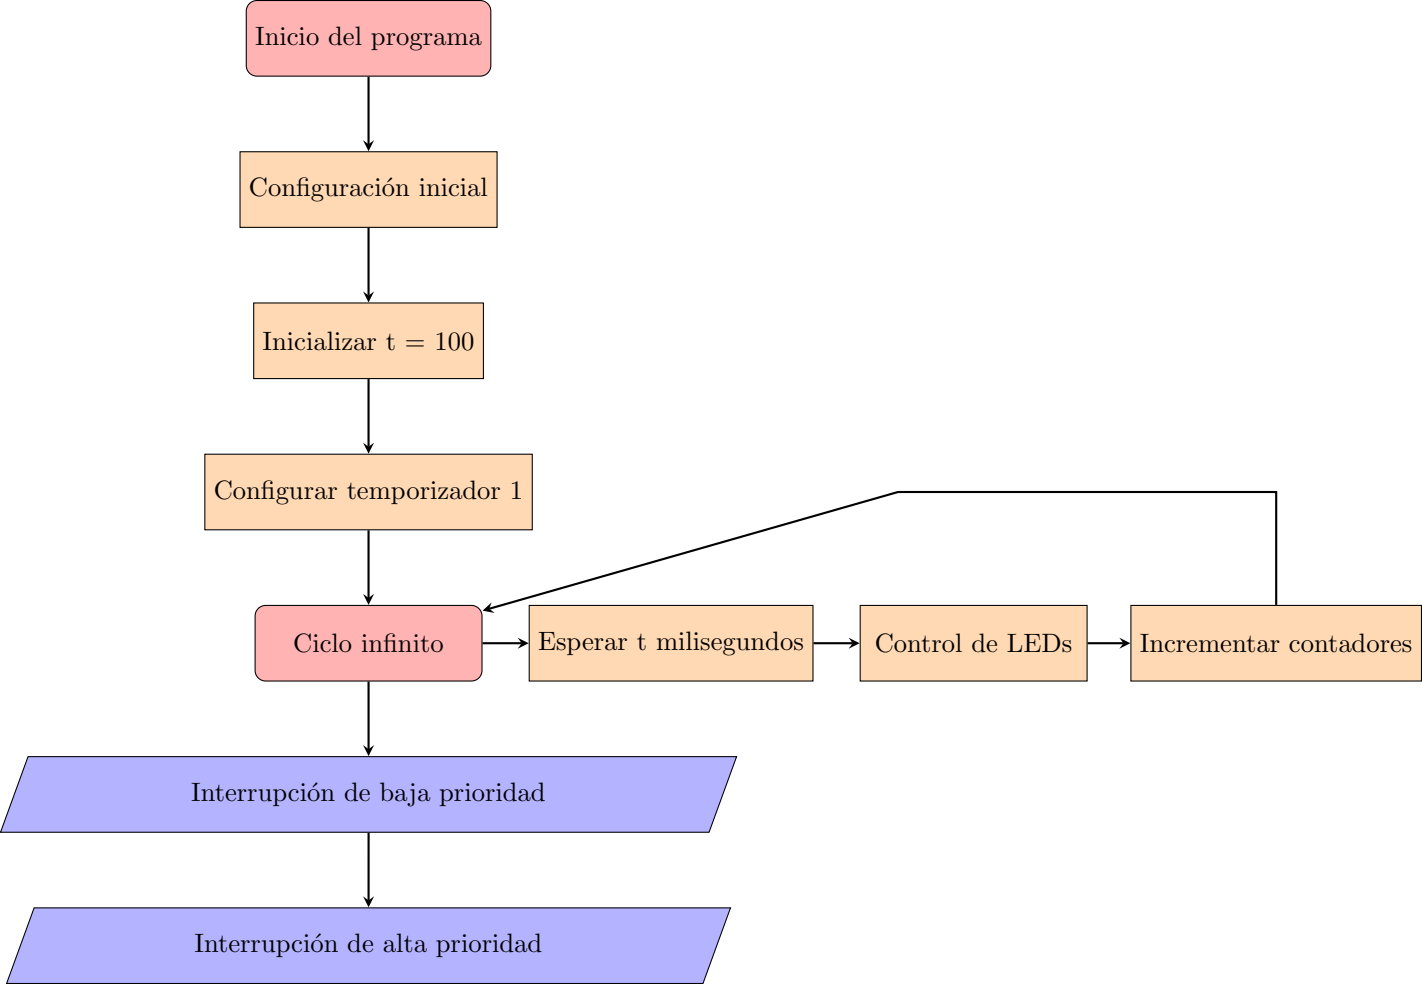 Inicio del programa
Configuración inicial
Inicializar t = 100
Configurar temporizador 1
Ciclo infinito
Esperar t milisegundos
Control de LEDs
Incrementar contadores
Interrupción de baja prioridad
Interrupción de alta prioridad